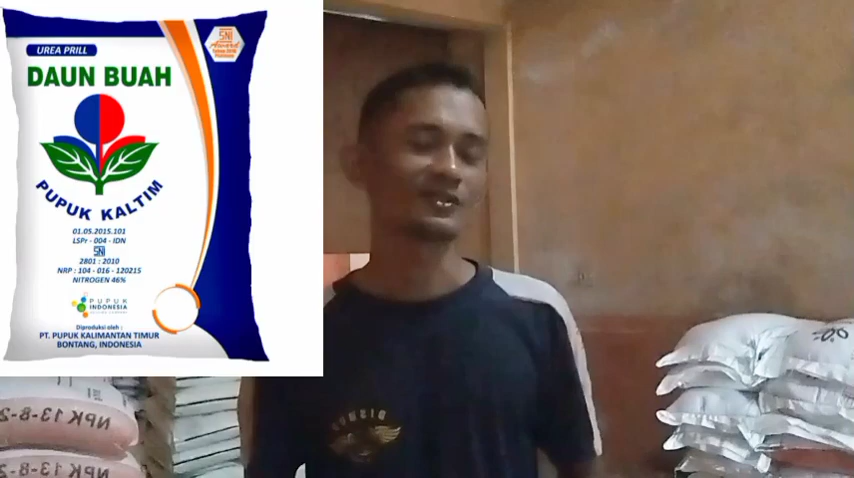 UREA PRILL
SNI
DAUN BUAH
PUPUK KALTIM
01.05.2015.101
LSPr - 004 - IDN
SNI
2801 : 2010
NRP : 104 - 016 - 120215
NITROGEN 46%
PUPUK
INDONESIA
Diproduksi oleh :
PT. PUPUK KALIMANTAN TIMUR
BONTANG, INDONESIA
NPK 13-8-2
NPK 13-8-2